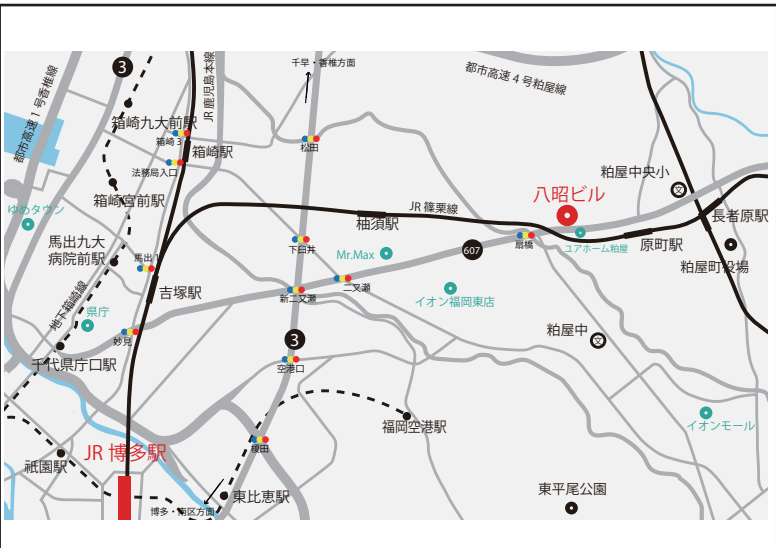 千早・香椎方面
都市高速4号粕屋線
3
都市高速1号香椎線
JR鹿児島本線
箱崎九大前駅
箱崎3
箱崎駅
松田
法務局入口
箱崎宮前駅
粕屋中央小
文
八昭ビル
JR篠栗線
柚須駅
長者原駅
ゆめタウン
馬出九大
病院前駅
馬出1
下臼井
Mr.Max
607
扇橋
ユアホーム粕屋
原町駅
粕屋町役場
吉塚駅
二又瀬
新二又瀬
イオン福岡東店
地下箱崎線
県庁
妙見
3
粕屋中
文
千代県庁口駅
空港口
イオンモール
福岡空港駅
榎田
JR博多駅
祇園駅
東比恵駅
博多・南区方面
東平尾公園